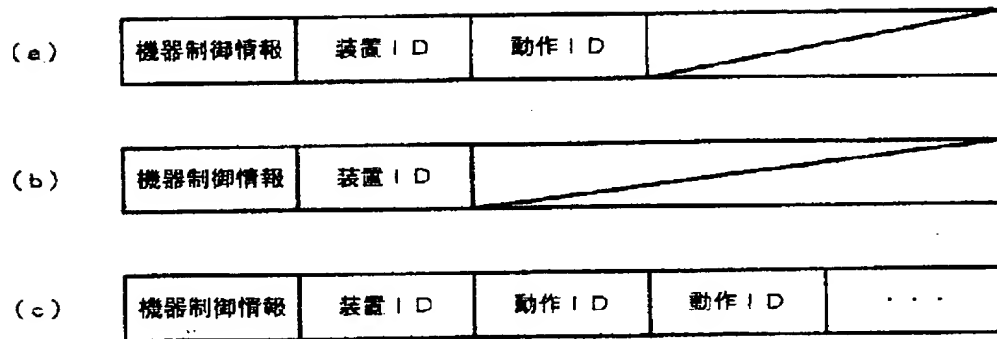 (a) 機器制御情報 装置ID 動作ID
(b) 機器制御情報 装置ID
(c) 機器制御情報 装置ID 動作ID 動作ID ・・・